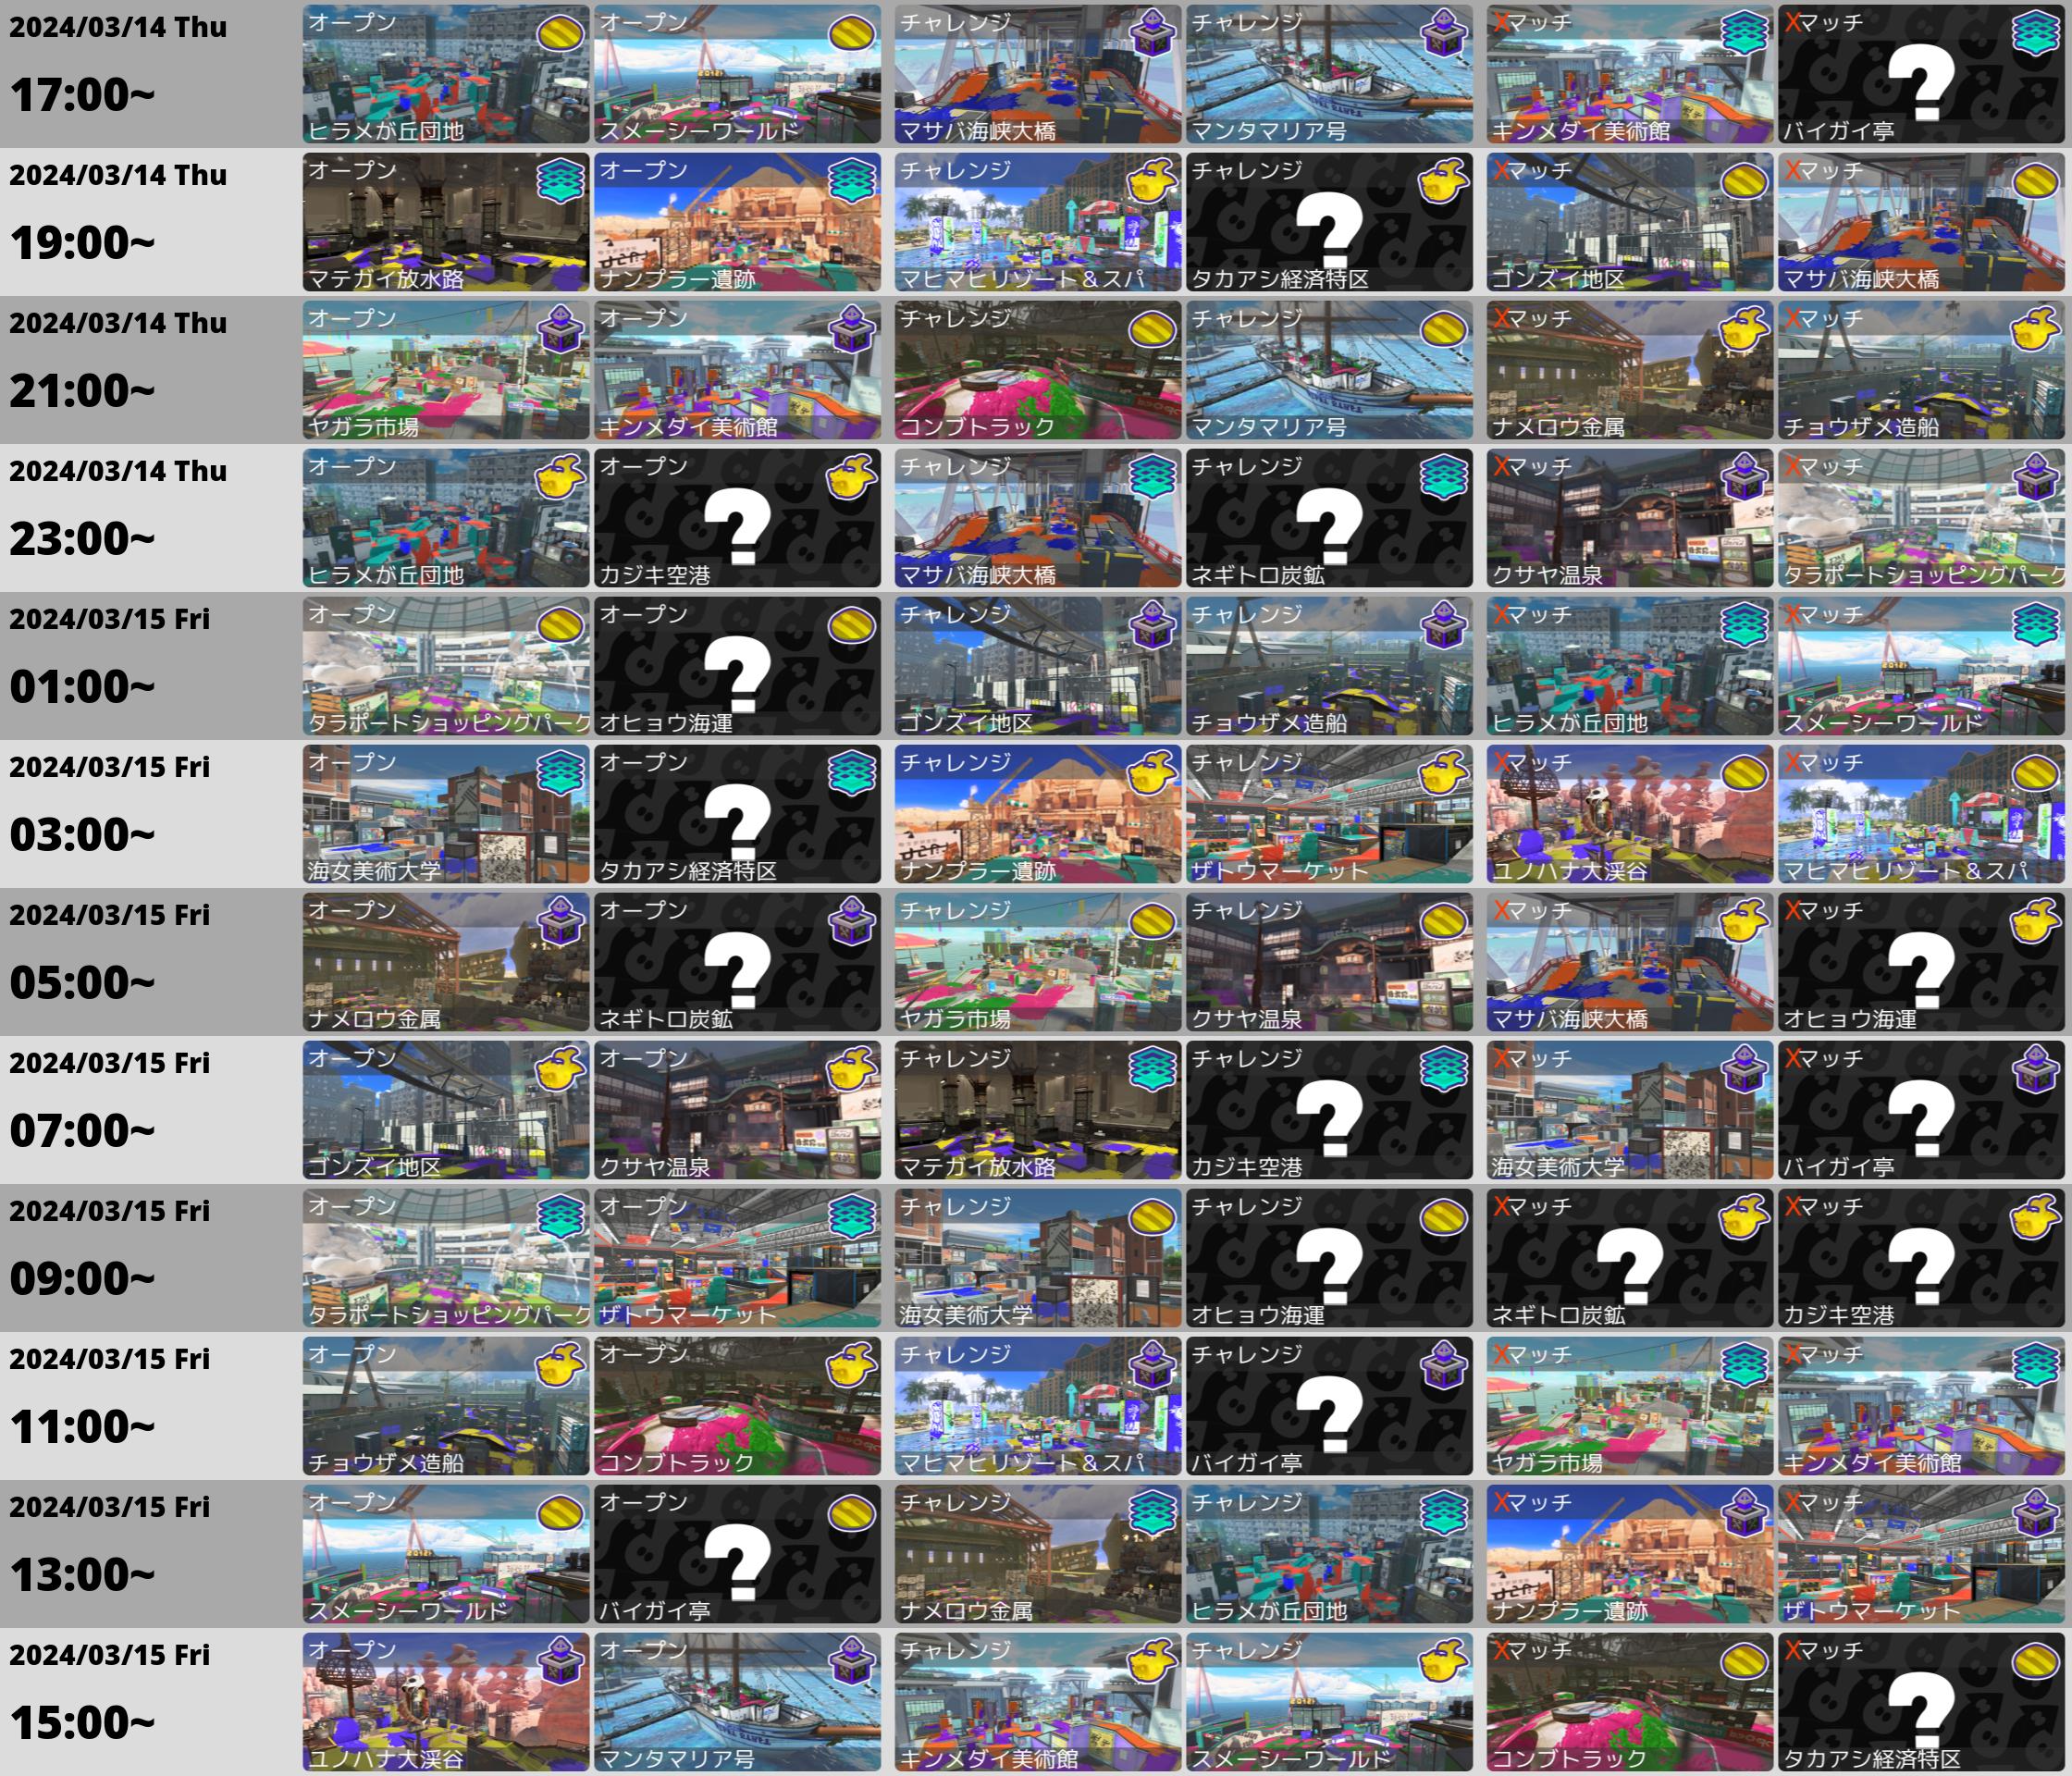 2024/03/14 Thu
17:00~
オープン
ヒラメが丘団地
オープン
スメーシーワールド
チャレンジ
マサバ海峡大橋
チャレンジ
マンタマリア号
Xマッチ
キンメダイ美術館
Xマッチ
?
バイガイ亭
2024/03/14 Thu
19:00~
オープン
マテガイ放水路
オープン
ナンプラー遺跡
チャレンジ
マヒマヒリゾート＆スパ
チャレンジ
?
タカアシ経済特区
Xマッチ
ゴンズイ地区
Xマッチ
マサバ海峡大橋
2024/03/14 Thu
21:00~
オープン
ヤガラ市場
オープン
キンメダイ美術館
チャレンジ
コンブトラック
チャレンジ
マンタマリア号
Xマッチ
ナメロウ金属
Xマッチ
チョウザメ造船
2024/03/14 Thu
23:00~
オープン
ヒラメが丘団地
オープン
?
カジキ空港
チャレンジ
マサバ海峡大橋
チャレンジ
?
ネギトロ炭鉱
Xマッチ
クサヤ温泉
Xマッチ
タラポートショッピングパーク
2024/03/15 Fri
01:00~
オープン
タラポートショッピングパーク
オープン
?
オヒョウ海運
チャレンジ
ゴンズイ地区
チャレンジ
チョウザメ造船
Xマッチ
ヒラメが丘団地
Xマッチ
スメーシーワールド
2024/03/15 Fri
03:00~
オープン
海女美術大学
オープン
?
タカアシ経済特区
チャレンジ
ナンプラー遺跡
チャレンジ
ザトウマーケット
Xマッチ
ユノハナ大渓谷
Xマッチ
マヒマヒリゾート＆スパ
2024/03/15 Fri
05:00~
オープン
ナメロウ金属
オープン
?
ネギトロ炭鉱
チャレンジ
ヤガラ市場
チャレンジ
クサヤ温泉
Xマッチ
マサバ海峡大橋
Xマッチ
?
オヒョウ海運
2024/03/15 Fri
07:00~
オープン
ゴンズイ地区
オープン
クサヤ温泉
チャレンジ
マテガイ放水路
チャレンジ
?
カジキ空港
Xマッチ
海女美術大学
Xマッチ
?
バイガイ亭
2024/03/15 Fri
09:00~
オープン
タラポートショッピングパーク
オープン
ザトウマーケット
チャレンジ
海女美術大学
チャレンジ
?
オヒョウ海運
Xマッチ
?
ネギトロ炭鉱
Xマッチ
?
カジキ空港
2024/03/15 Fri
11:00~
オープン
チョウザメ造船
オープン
コンブトラック
チャレンジ
マヒマヒリゾート＆スパ
チャレンジ
?
バイガイ亭
Xマッチ
ヤガラ市場
Xマッチ
キンメダイ美術館
2024/03/15 Fri
13:00~
オープン
スメーシーワールド
オープン
?
バイガイ亭
チャレンジ
ナメロウ金属
チャレンジ
ヒラメが丘団地
Xマッチ
ナンプラー遺跡
Xマッチ
ザトウマーケット
2024/03/15 Fri
15:00~
オープン
ユノハナ大渓谷
オープン
マンタマリア号
チャレンジ
キンメダイ美術館
チャレンジ
スメーシーワールド
Xマッチ
コンブトラック
Xマッチ
?
タカアシ経済特区